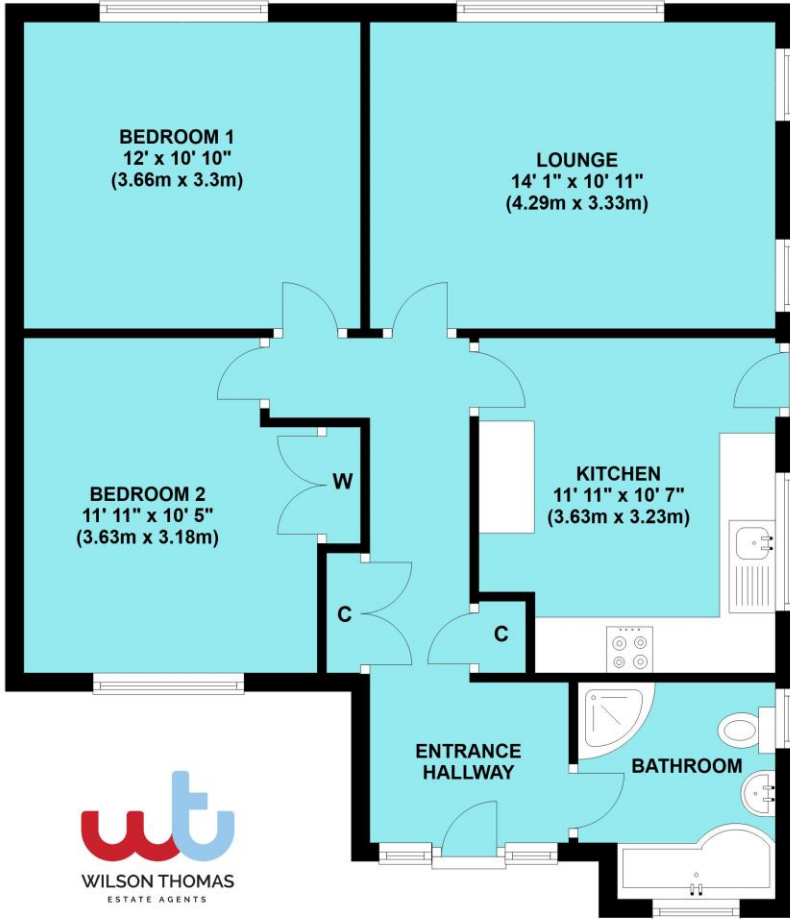 BEDROOM 1
12' x 10' 10"
(3.66m x 3.3m)
LOUNGE
14' 1" x 10' 11"
(4.29m x 3.33m)
BEDROOM 2
11' 11" x 10' 5"
(3.63m x 3.18m)
W
KITCHEN
11' 11" x 10' 7"
(3.63m x 3.23m)
C
C
ENTRANCE
HALLWAY
BATHROOM
wt
WILSON THOMAS
ESTATE AGENTS